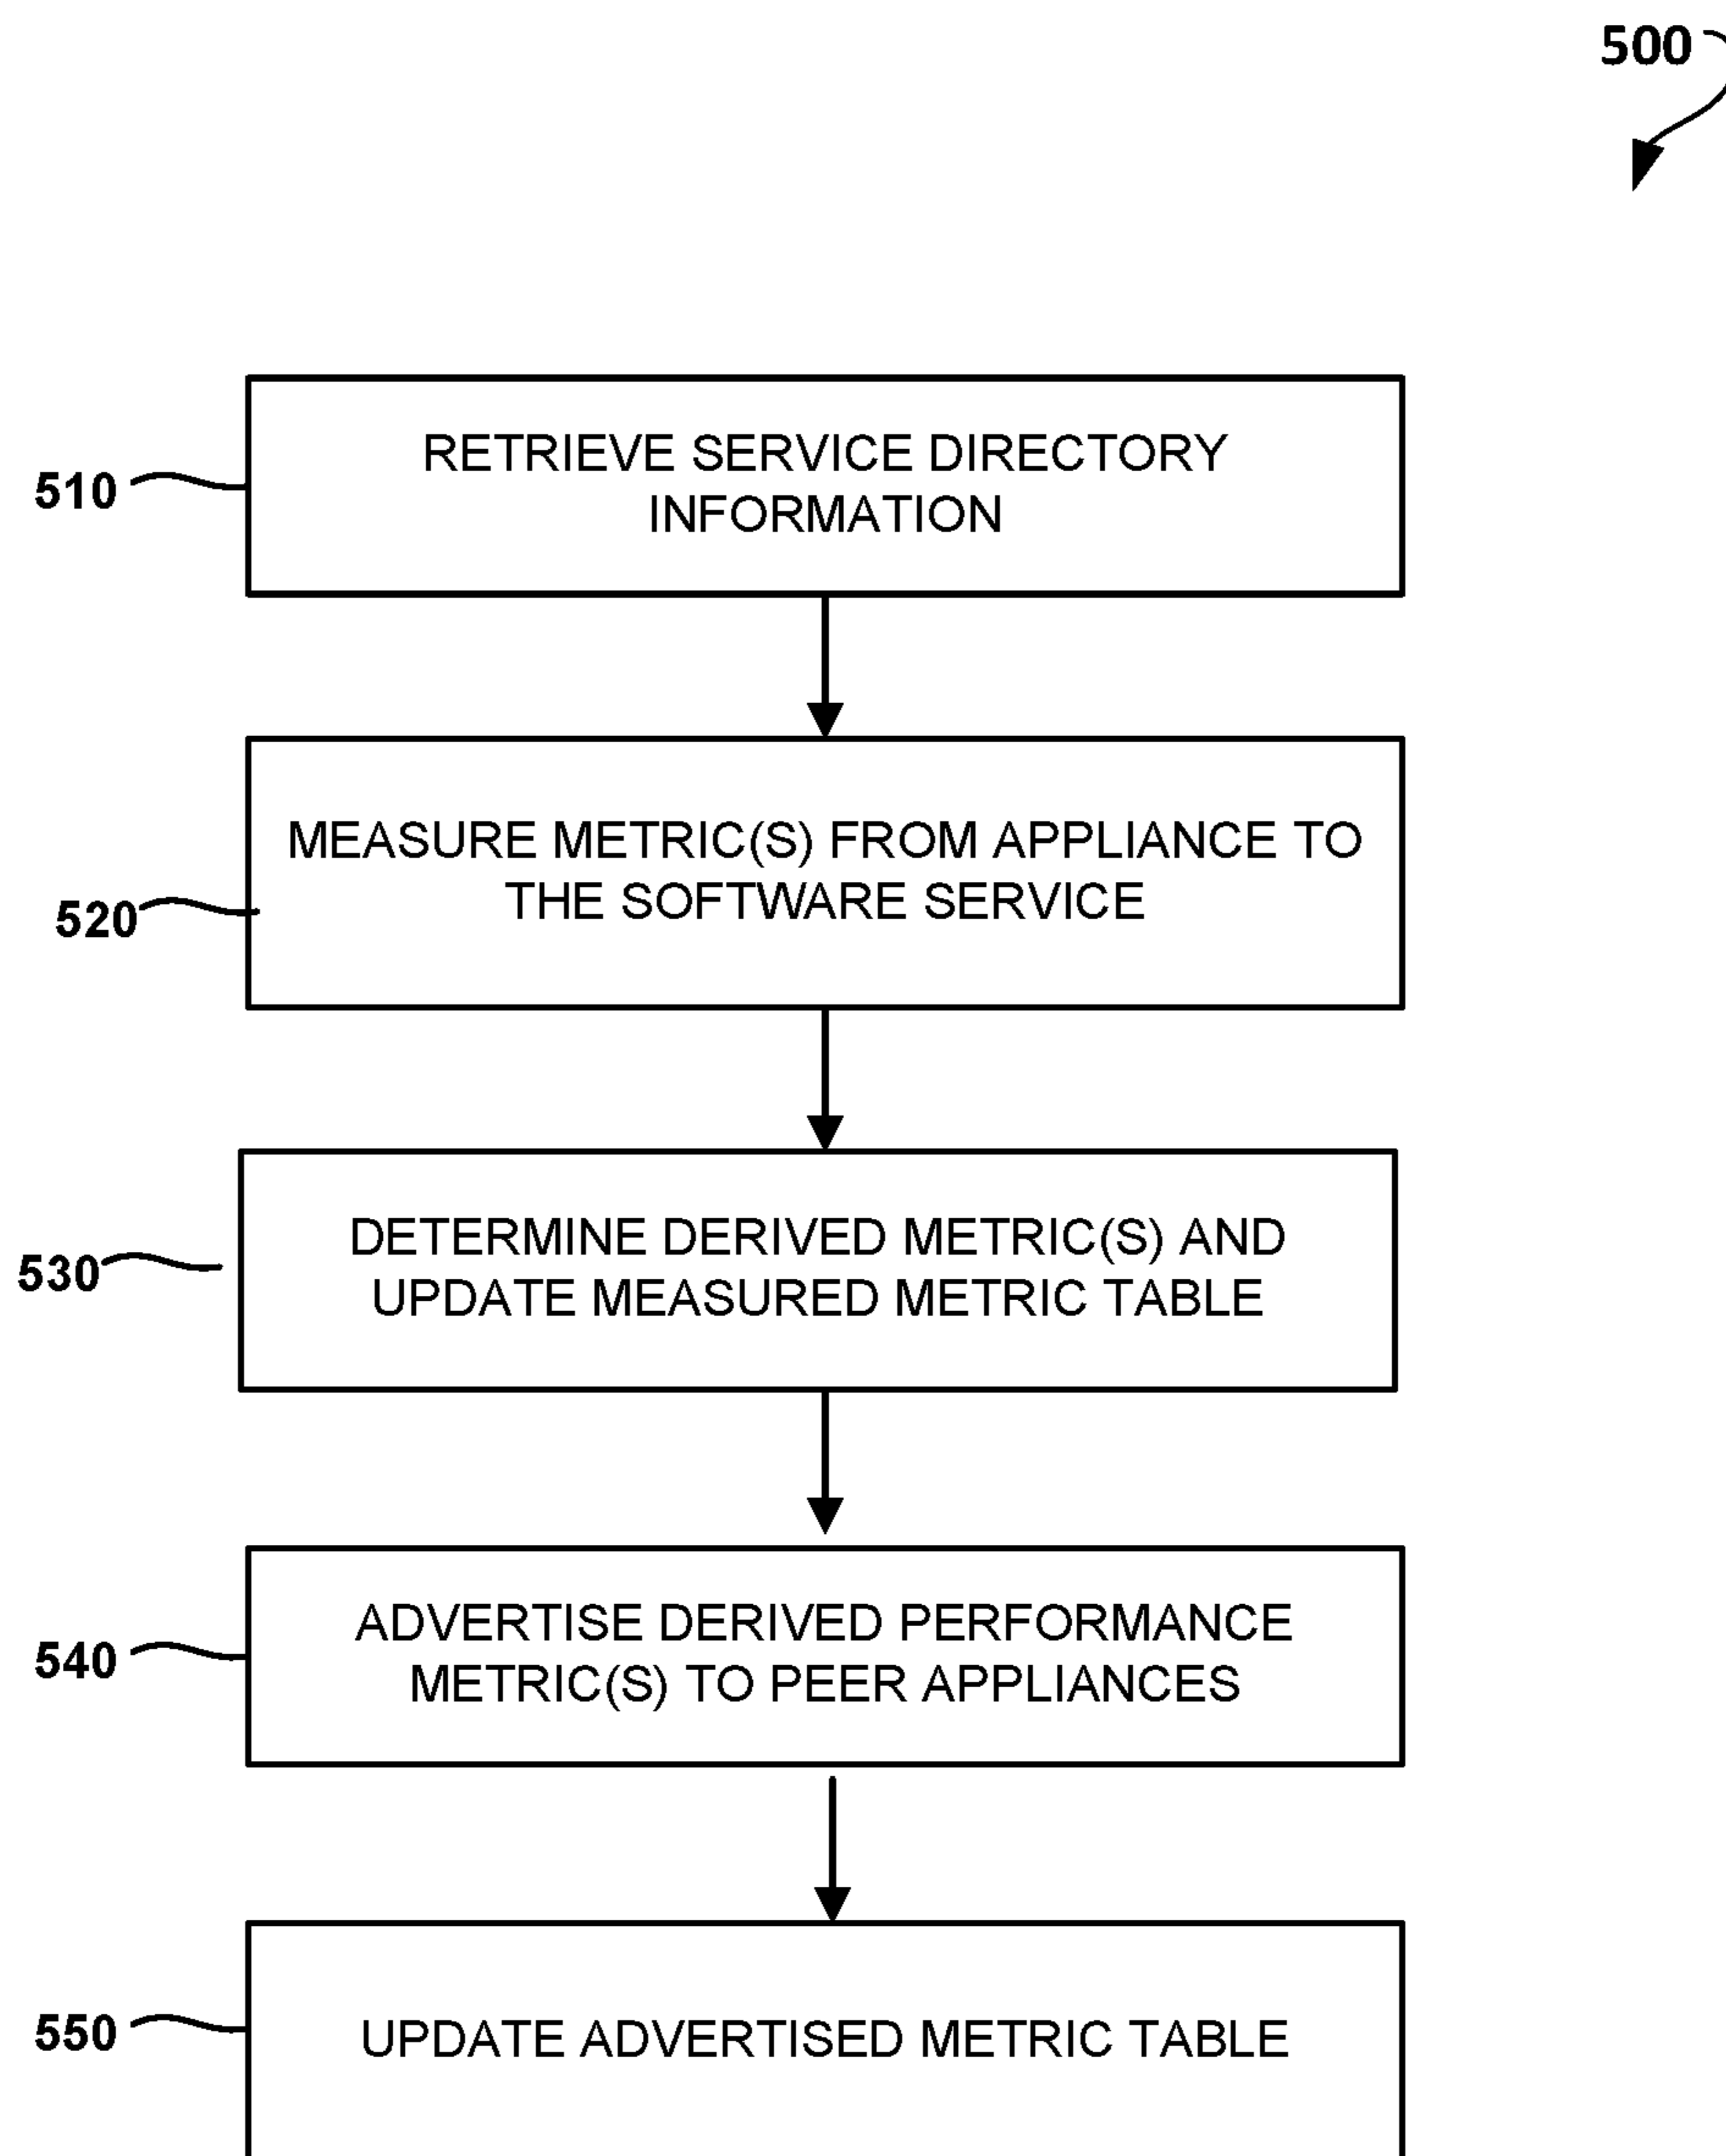 500
510
RETRIEVE SERVICE DIRECTORY
INFORMATION
520
MEASURE METRIC(S) FROM APPLIANCE TO
THE SOFTWARE SERVICE
530
DETERMINE DERIVED METRIC(S) AND
UPDATE MEASURED METRIC TABLE
540
ADVERTISE DERIVED PERFORMANCE
METRIC(S) TO PEER APPLIANCES
550
UPDATE ADVERTISED METRIC TABLE